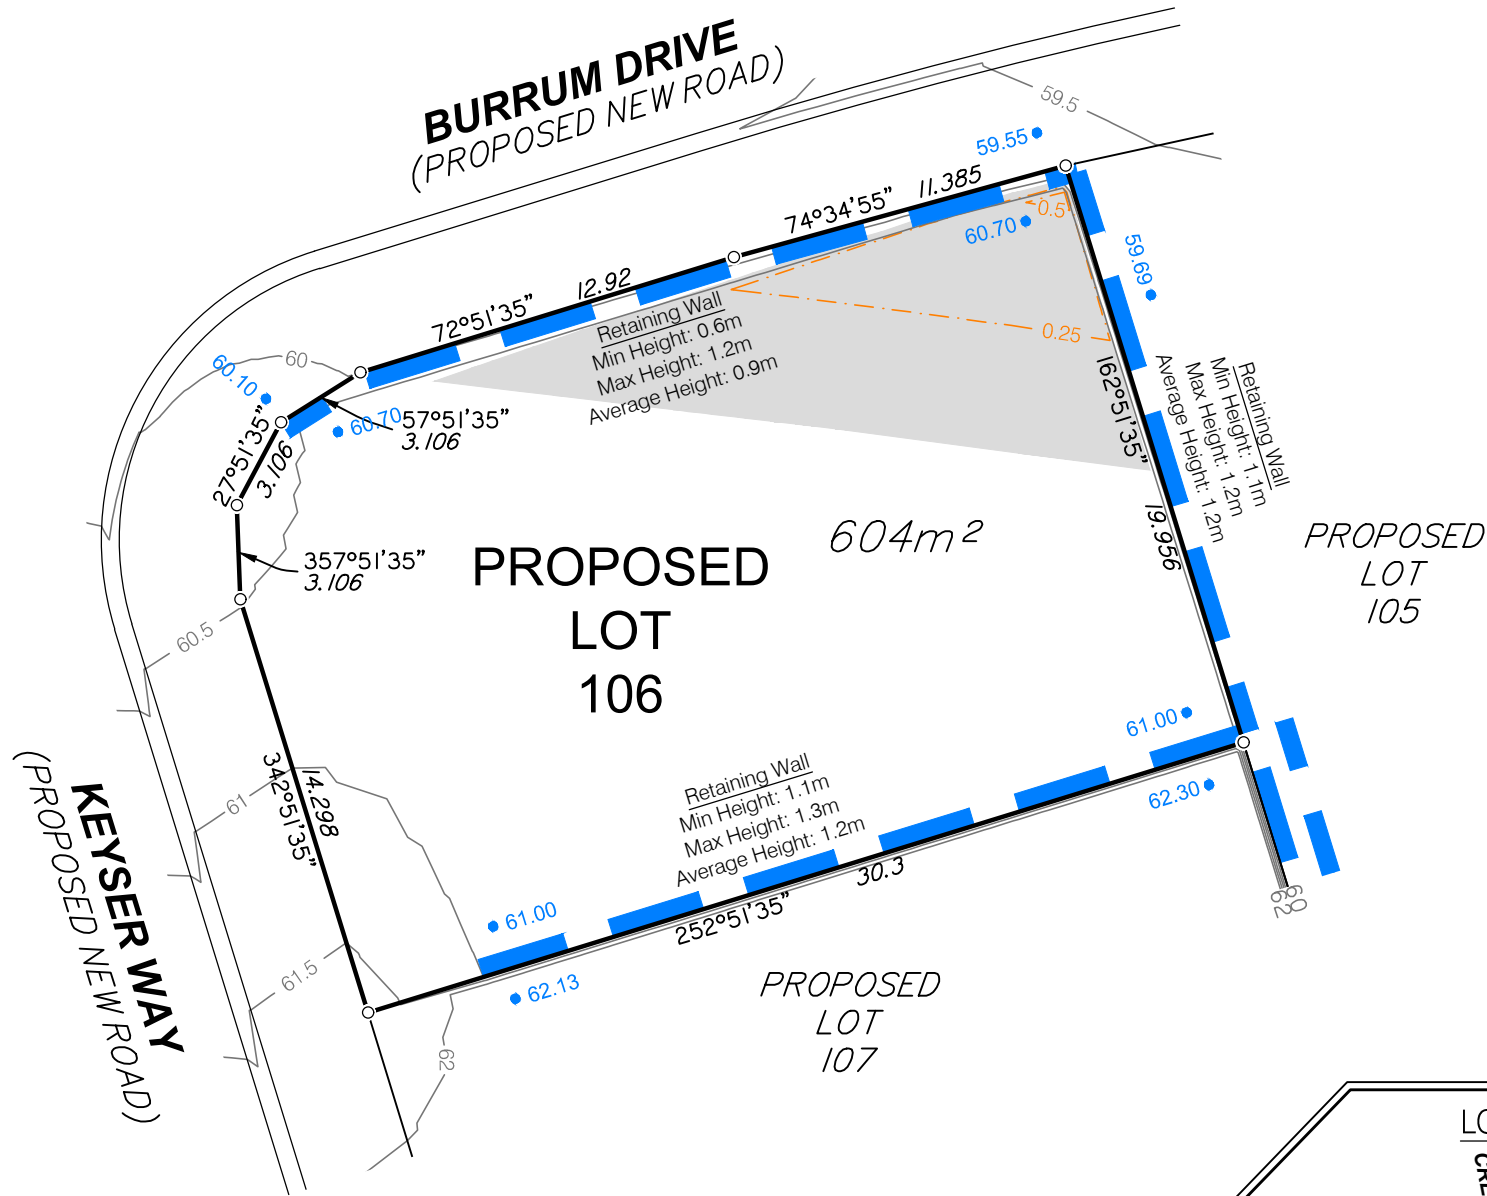 BURRUM DRIVE
(PROPOSED NEW ROAD)
59.5
59.55
11.385
74°34'55"
0.5
60.70
59.69
12.92
72°51'35"
Retaining Wall
Min Height: 0.6m
Max Height: 1.2m
Average Height: 0.9m
0.25
60
60.10
60.70
57°51'35"
3.106
27°51'35"
3.106
162°51'35"
19.956
Retaining Wall
Min Height: 1.1m
Max Height: 1.2m
Average Height: 1.2m
604m²
357°51'35"
3.106
PROPOSED
LOT
106
PROPOSED
LOT
105
60.5
61.00
62.30
61
342°51'35"
14.298
Retaining Wall
Min Height: 1.1m
Max Height: 1.3m
Average Height: 1.2m
30.3
252°51'35"
61.00
62.13
62
60
61.5
KEYSER WAY
(PROPOSED NEW ROAD)
PROPOSED
LOT
107
62